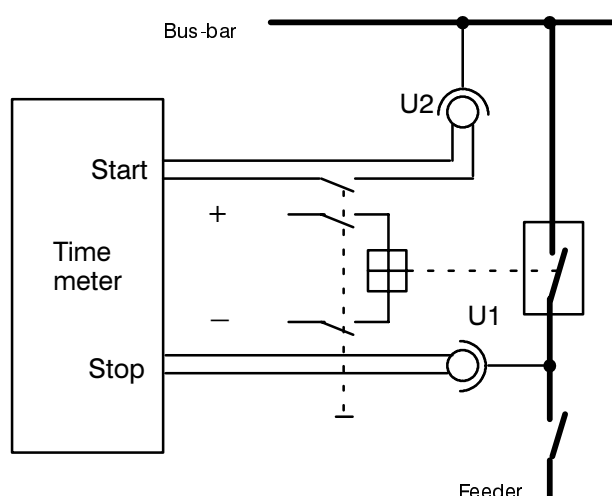 Bus-bar
U2
Start
+
Time
meter
–
U1
Stop
Feeder